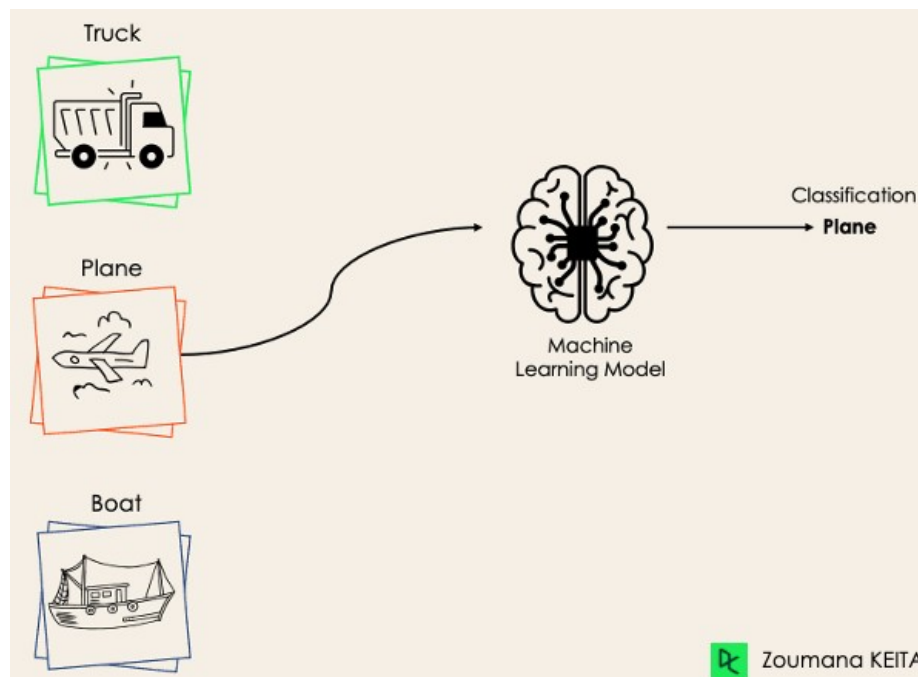 Truck
Plane
Boat
Machine
Learning Model
Classification
Plane
Zoumana KEITA